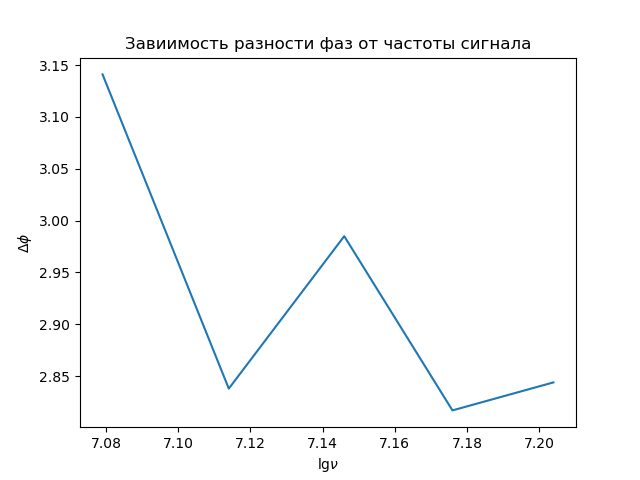 Завиимость разности фаз от частоты сигнала
3.15
3.10
3.05
3.00
2.95
2.90
2.85
Δϕ
7.08 7.10 7.12 7.14 7.16 7.18 7.20
lgν